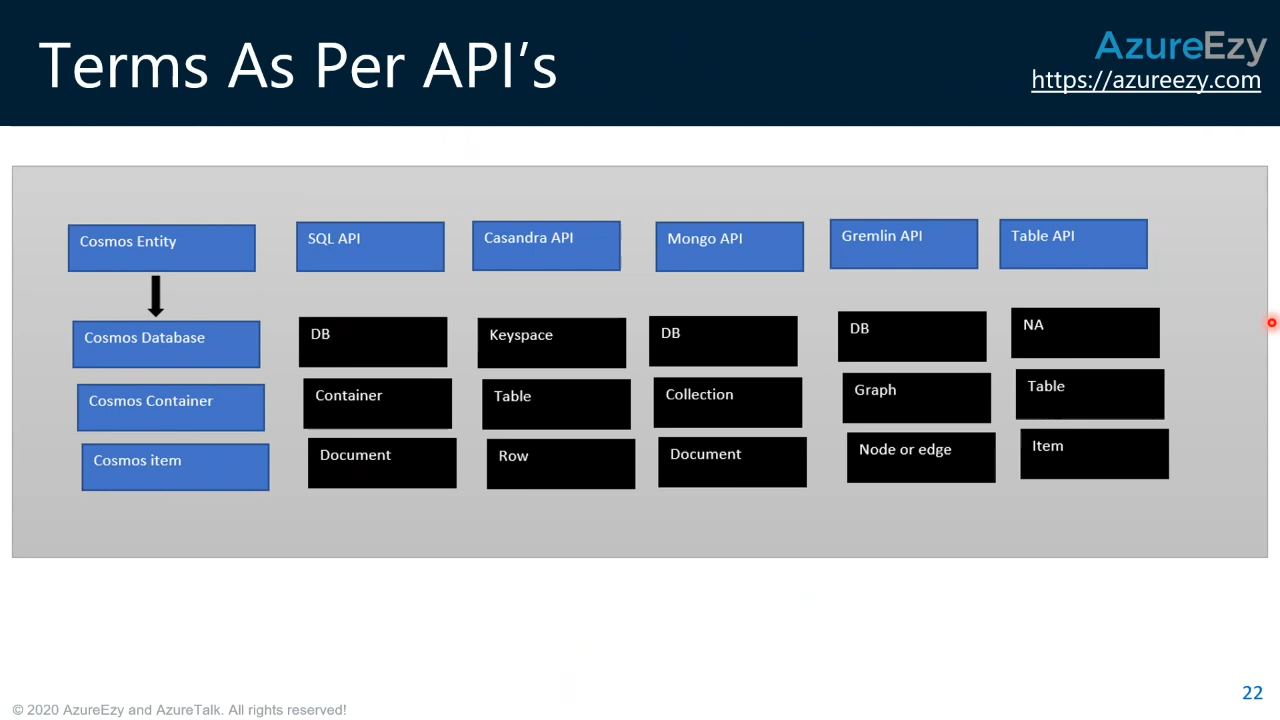 Terms As Per API's
AzureEzy
https://azureezy.com
Cosmos Entity
SQL API
Casandra API
Mongo API
Gremlin API
Table API
Cosmos Database
DB
Keyspace
DB
DB
NA
Cosmos Container
Container
Table
Collection
Graph
Table
Cosmos item
Document
Row
Document
Node or edge
Item
22
© 2020 AzureEzy and AzureTalk. All rights reserved!